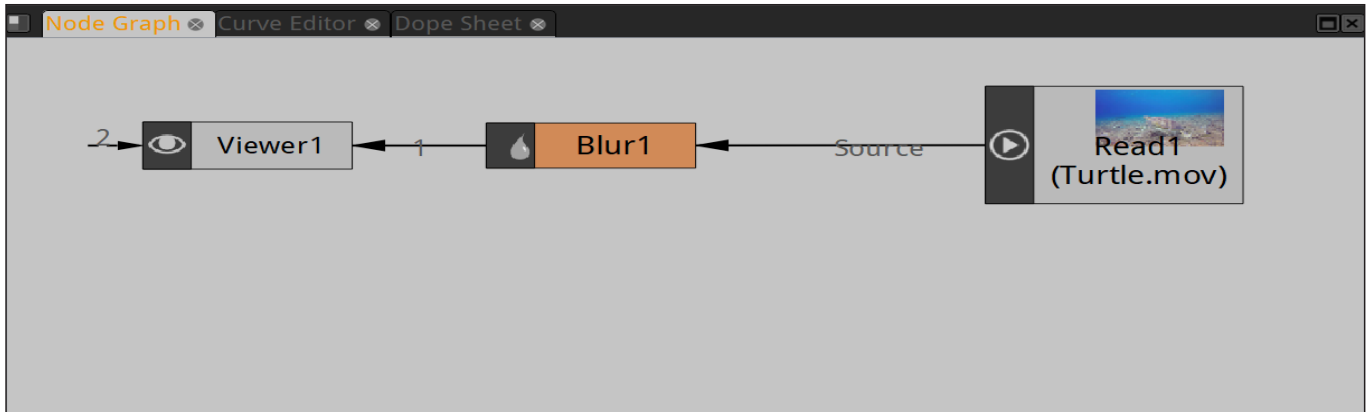 Node Graph Curve Editor Dope Sheet
2 Viewer1 1 Blur1 Source Read1
(Turtle.mov)